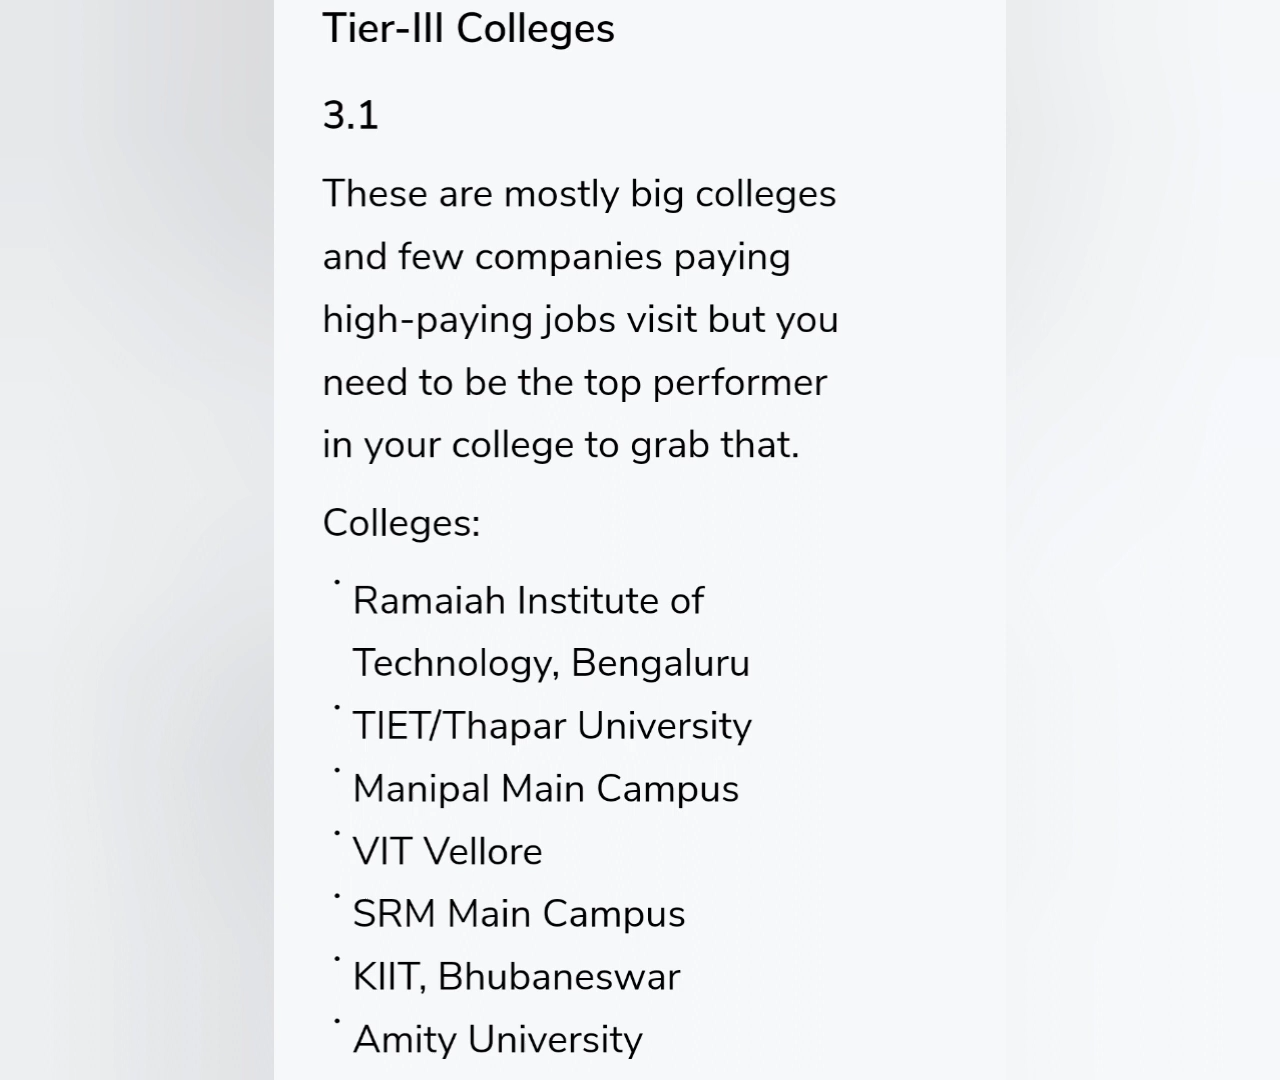 Tier-III Colleges
3.1
These are mostly big colleges
and few companies paying
high-paying jobs visit but you
need to be the top performer
in your college to grab that.
Colleges:
· Ramaiah Institute of
Technology, Bengaluru
· TIET/Thapar University
· Manipal Main Campus
· VIT Vellore
· SRM Main Campus
· KIIT, Bhubaneswar
· Amity University